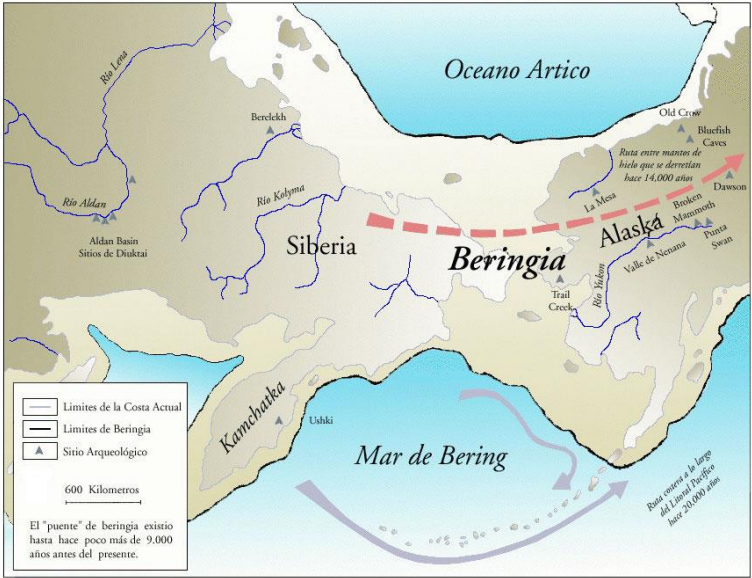 Oceano Artico
Río Lena
Berelekh
Old Crow
Bluefish
Caves
Ruta entre mantos de
hielo que se derretían
hace 14,000 años
Dawson
La Mesa
Río Aldan
Río Kolyma
Broken
Mammoth
Aldan Basin
Sitios de Diuktai
Siberia
Beringia
Alaska
Punta
Swan
Valle de Nenana
Río Yukon
Trail
Creek
Kamchatka
Ushki
Mar de Bering
Ruta costera a lo largo
del Litoral Pacífico
hace 20,000 años
Limites de la Costa Actual
Limites de Beringia
Sitio Arqueológico
600 Kilometros
El "puente" de beringia existio
hasta hace poco más de 9.000
años antes del presente.